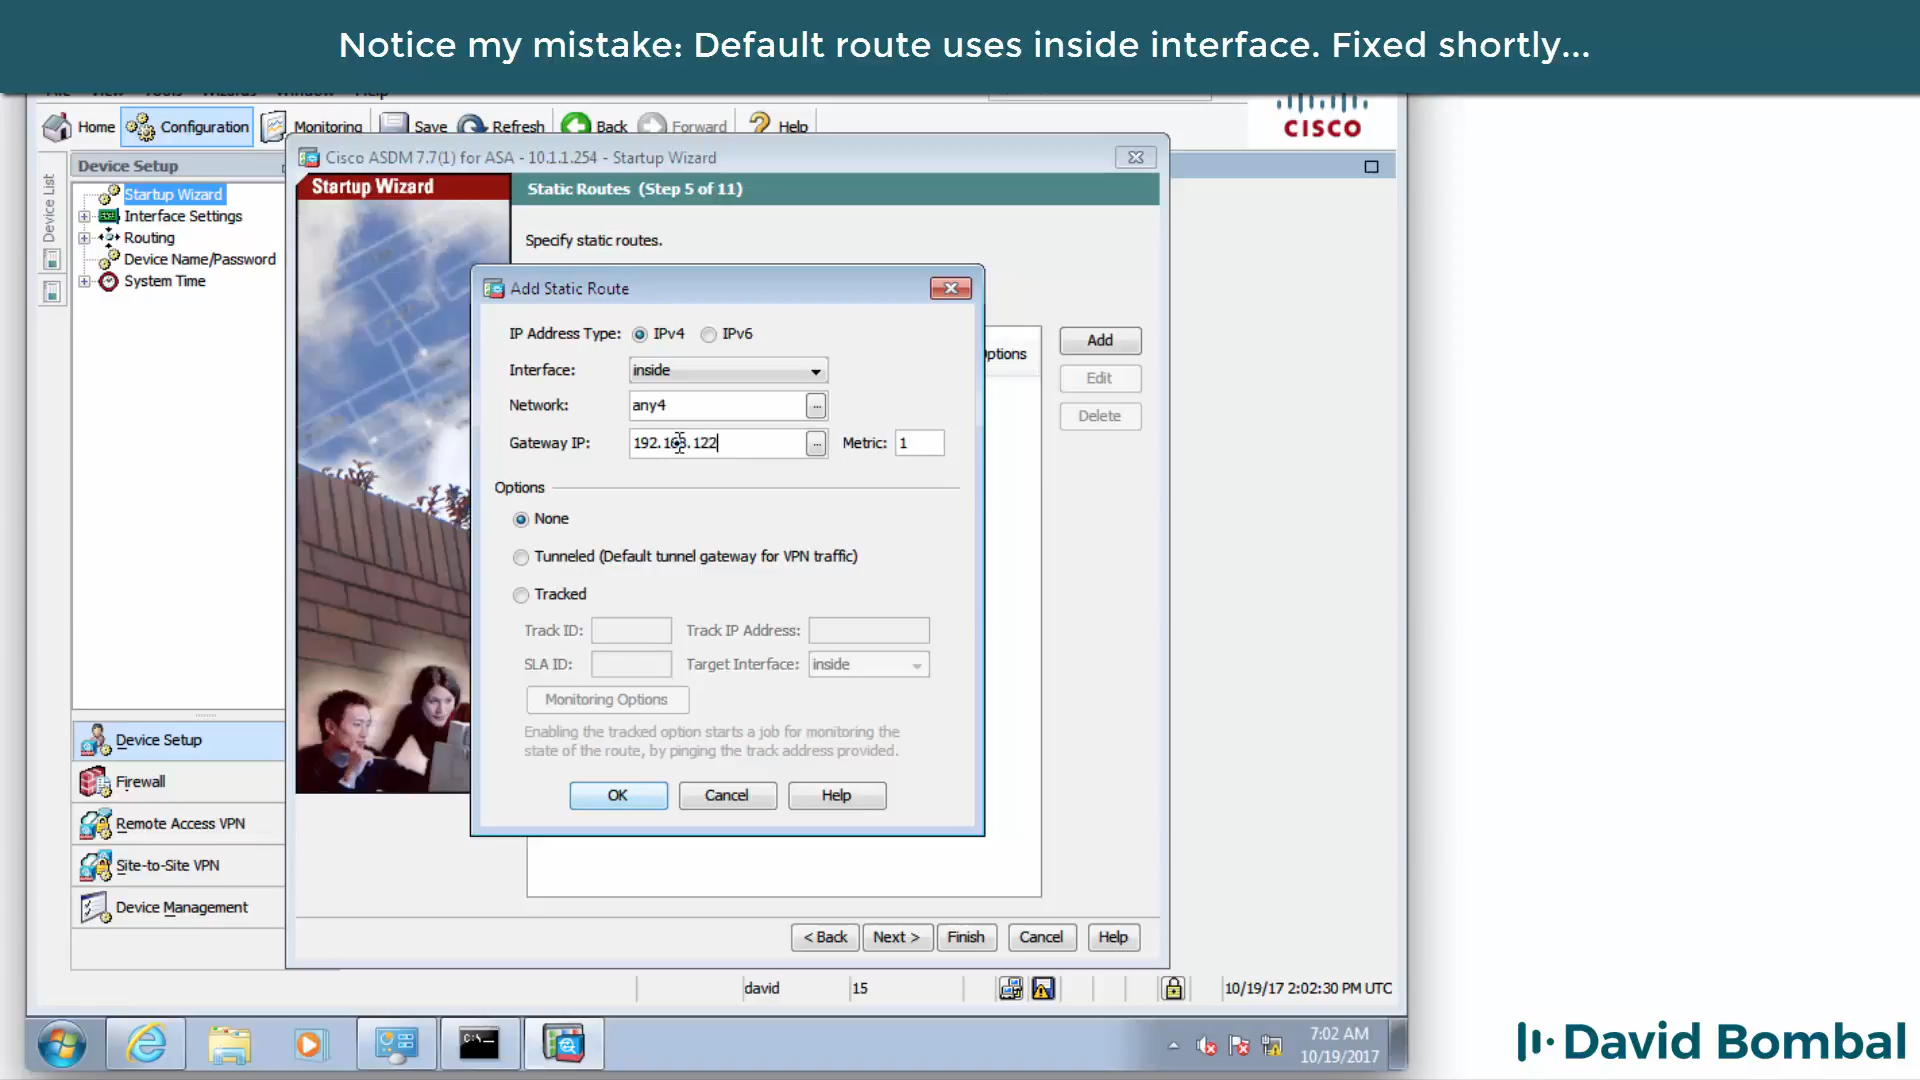 Notice my mistake: Default route uses inside interface. Fixed shortly...
Home
Configuration
Monitoring
Save
Refresh
Back
Forward
Help
CISCO
Device List
Device Setup
Startup Wizard
Interface Settings
Routing
Device Name/Password
System Time
Cisco ASDM 7.7(1) for ASA - 10.1.1.254 - Startup Wizard
Startup Wizard
Static Routes (Step 5 of 11)
Specify static routes.
Add Static Route
IP Address Type: IPv4 IPv6
Interface: inside
Network: any4 ...
Gateway IP: 192.168.122 ... Metric: 1
Options
None
Tunneled (Default tunnel gateway for VPN traffic)
Tracked
Track ID: Track IP Address:
SLA ID: Target Interface: inside
Monitoring Options
Enabling the tracked option starts a job for monitoring the
state of the route, by pinging the track address provided.
OK Cancel Help
Add
Edit
Delete
Device Setup
Firewall
Remote Access VPN
Site-to-Site VPN
Device Management
< Back Next > Finish Cancel Help
david 15 10/19/17 2:02:30 PM UTC
7:02 AM
10/19/2017
David Bombal